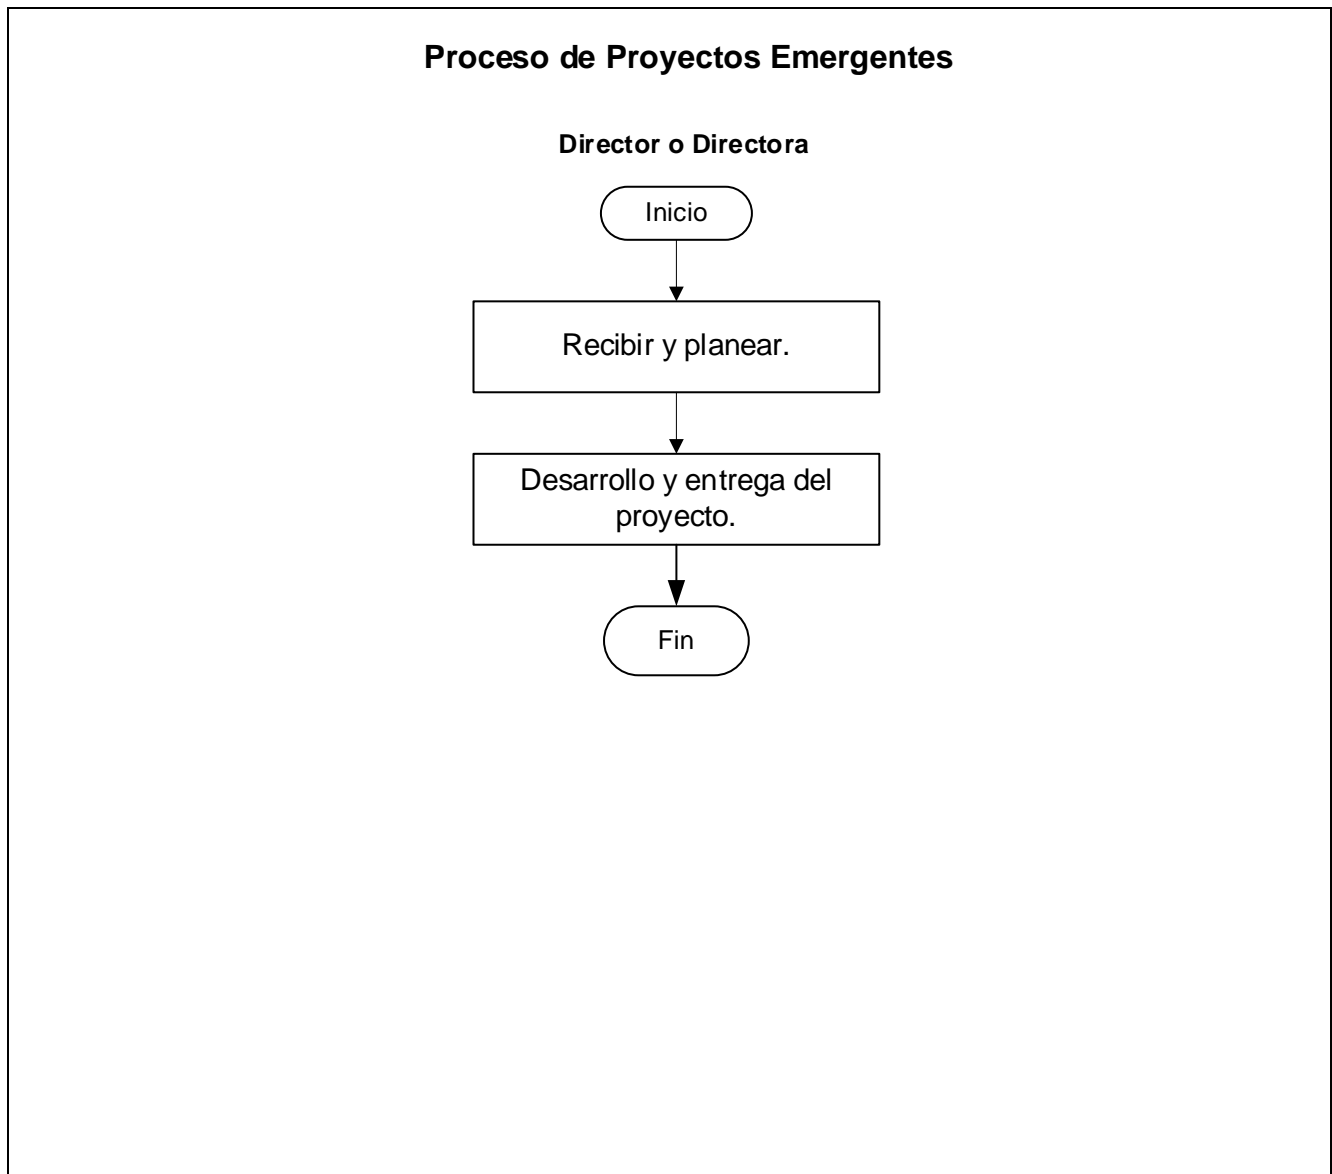 Proceso de Proyectos Emergentes
Director o Directora
Inicio
Recibir y planear.
Desarrollo y entrega del
proyecto.
Fin